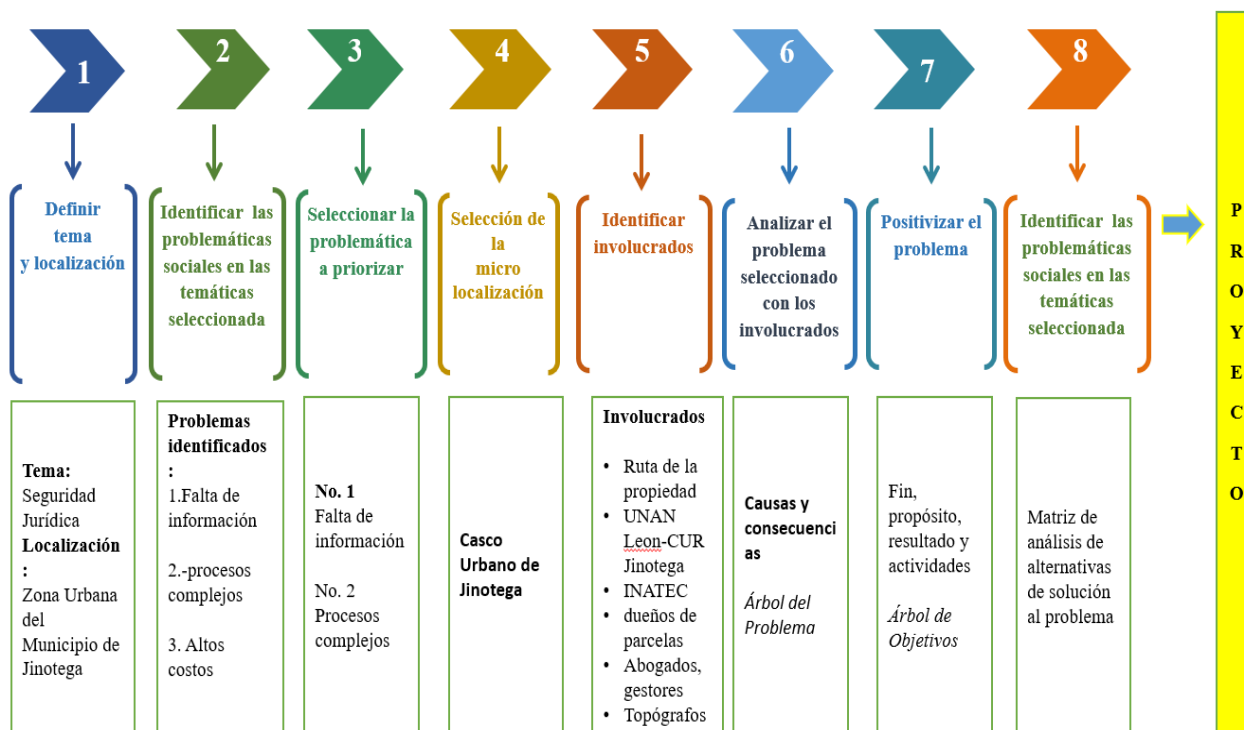 1
2
3
4
5
6
7
8
Definir
tema
y localización
Identificar las
problemáticas
sociales en las
temáticas
seleccionada
Seleccionar la
problemática
a priorizar
Selección de
la
micro
localización
Identificar
involucrados
Analizar el
problema
seleccionado
con los
involucrados
Positivizar el
problema
Identificar las
problemáticas
sociales en las
temáticas
seleccionada
Tema:
Seguridad
Jurídica
Localización
:
Zona Urbana
del
Municipio de
Jinotega
Problemas
identificados
:
1.Falta de
información
2.-procesos
complejos
3. Altos
costos
No. 1
Falta de
información
No. 2
Procesos
complejos
Casco
Urbano de
Jinotega
Involucrados
• Ruta de la
propiedad
• UNAN
Leon-CUR
Jinotega
• INATEC
• dueños de
parcelas
• Abogados,
gestores
• Topógrafos
Causas y
consecuenci
as
Árbol del
Problema
Fin,
propósito,
resultado y
actividades
Árbol de
Objetivos
Matriz de
análisis de
alternativas
de solución
al problema
P
R
O
Y
E
C
T
O